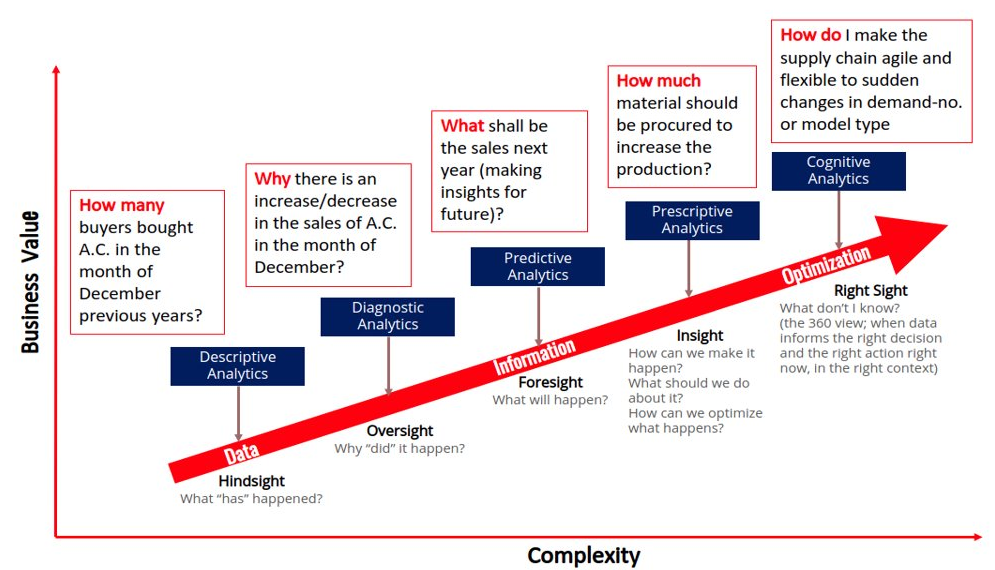 How do I make the
supply chain agile and
flexible to sudden
changes in demand-no.
or model type
How much
material should
be procured to
increase the
production?
What shall be
the sales next
year (making
insights for
future)?
Why there is an
increase/decrease
in the sales of A.C.
in the month of
December?
How many
buyers bought
A.C. in the
month of
December
previous years?
Cognitive
Analytics
Prescriptive
Analytics
Predictive
Analytics
Diagnostic
Analytics
Descriptive
Analytics
Business Value
Data
Information
Optimization
Hindsight
What “has” happened?
Oversight
Why “did” it happen?
Foresight
What will happen?
Insight
How can we make it
happen?
What should we do
about it?
How can we optimize
what happens?
Right Sight
What don’t I know?
(the 360 view; when data
informs the right decision
and the right action right
now, in the right context)
Complexity